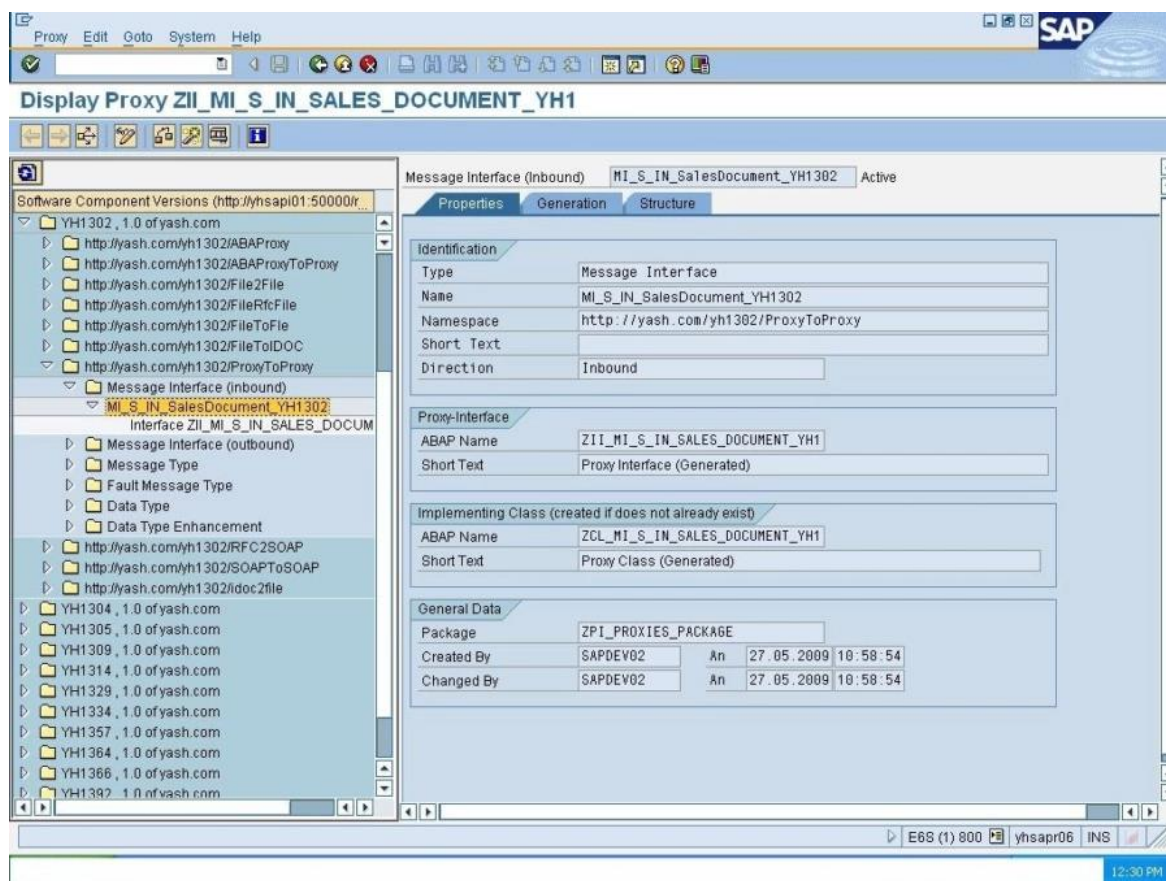 Proxy Edit Goto System Help
SAP
Display Proxy ZII_MI_S_IN_SALES_DOCUMENT_YH1
Software Component Versions (http://yhsapi01:50000/r...
YH1302 , 1.0 of yash.com
http://yash.com/yh1302/ABAProxy
http://yash.com/yh1302/ABAProxyToProxy
http://yash.com/yh1302/File2File
http://yash.com/yh1302/FileRfcFile
http://yash.com/yh1302/FileToFle
http://yash.com/yh1302/FileToIDOC
http://yash.com/yh1302/ProxyToProxy
Message Interface (inbound)
MI_S_IN_SalesDocument_YH1302
Interface ZII_MI_S_IN_SALES_DOCUM
Message Interface (outbound)
Message Type
Fault Message Type
Data Type
Data Type Enhancement
http://yash.com/yh1302/RFC2SOAP
http://yash.com/yh1302/SOAPToSOAP
http://yash.com/yh1302/idoc2file
YH1304 , 1.0 of yash.com
YH1305 , 1.0 of yash.com
YH1309 , 1.0 of yash.com
YH1314 , 1.0 of yash.com
YH1329 , 1.0 of yash.com
YH1334 , 1.0 of yash.com
YH1357 , 1.0 of yash.com
YH1364 , 1.0 of yash.com
YH1366 , 1.0 of yash.com
YH1392 , 1.0 of yash.com
Message Interface (Inbound) MI_S_IN_SalesDocument_YH1302 Active
Properties Generation Structure
Identification
Type Message Interface
Name MI_S_IN_SalesDocument_YH1302
Namespace http://yash.com/yh1302/ProxyToProxy
Short Text
Direction Inbound
Proxy-Interface
ABAP Name ZII_MI_S_IN_SALES_DOCUMENT_YH1
Short Text Proxy Interface (Generated)
Implementing Class (created if does not already exist)
ABAP Name ZCL_MI_S_IN_SALES_DOCUMENT_YH1
Short Text Proxy Class (Generated)
General Data
Package ZPI_PROXIES_PACKAGE
Created By SAPDEV02 An 27.05.2009 10:58:54
Changed By SAPDEV02 An 27.05.2009 10:58:54
E6S (1) 800 yhsapr06 INS
12:30 PM